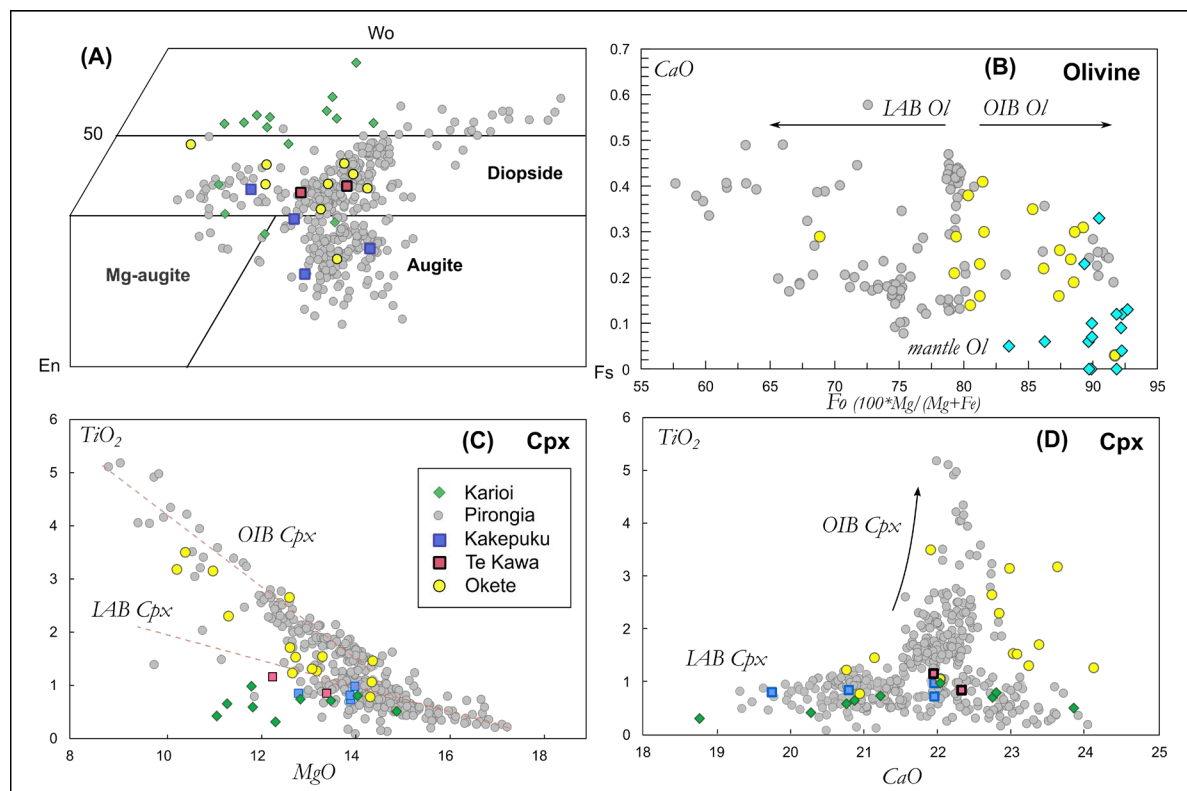 (A)
Wo
50
Diopside
Mg-augite
Augite
En
Fs
(B) Olivine
CaO
LAB Ol OIB Ol
mantle Ol
0.7
0.6
0.5
0.4
0.3
0.2
0.1
0
55 60 65 70 75 80 85 90 95
Fo (100*Mg/(Mg+Fe)
(C) Cpx
TiO2
OIB Cpx
LAB Cpx
6
5
4
3
2
1
0
8 10 12 14 16 18
MgO
Karioi
Pirongia
Kakepuku
Te Kawa
Okete
(D) Cpx
TiO2
OIB Cpx
LAB Cpx
6
5
4
3
2
1
0
18 19 20 21 22 23 24 25
CaO